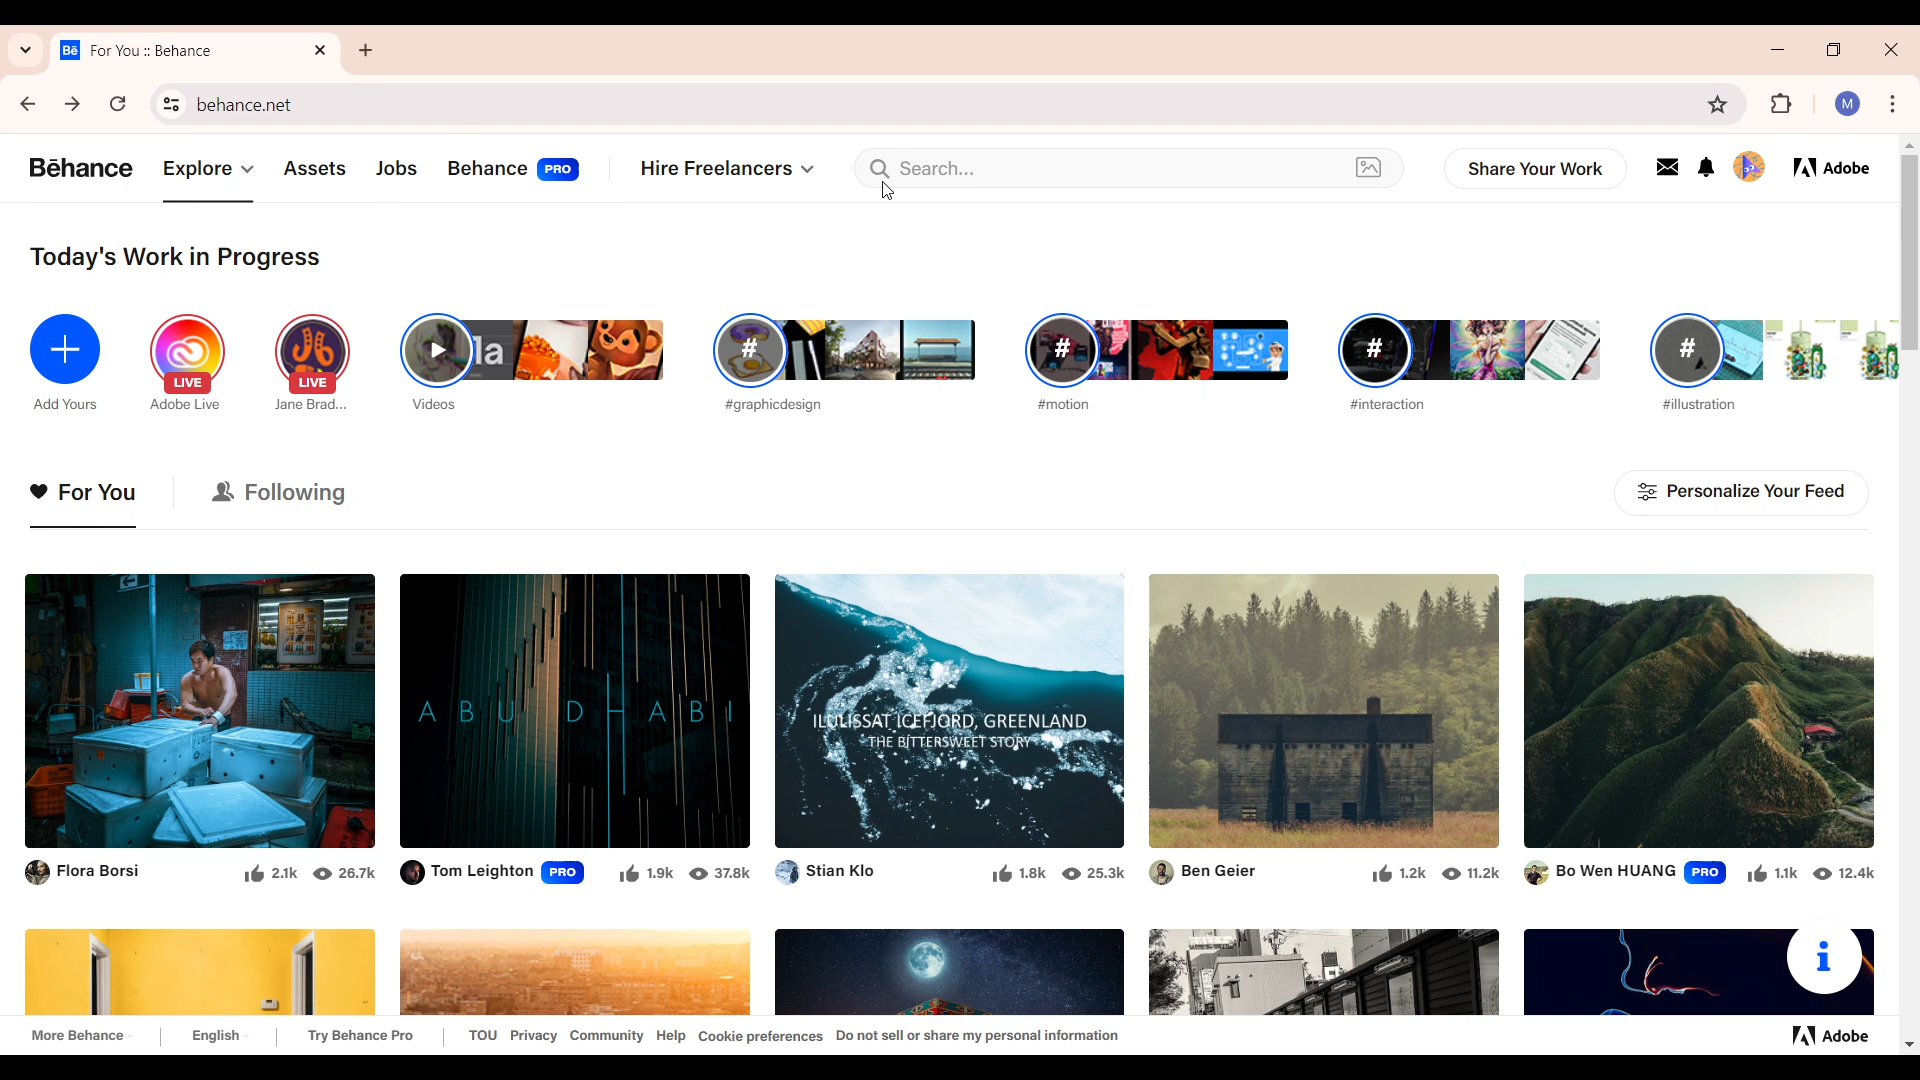 Bē For You :: Behance
behance.net M
Bēhance Explore Assets Jobs Behance PRO Hire Freelancers Search... Share Your Work Adobe
Today's Work in Progress
LIVE LIVE la # # # #
Add Yours Adobe Live Jane Brad... Videos #graphicdesign #motion #interaction #illustration
For You Following Personalize Your Feed
ABU DHABI
ILULISSAT ICEFJORD, GREENLAND
THE BITTERSWEET STORY
Flora Borsi 2.1k 26.7k Tom Leighton PRO 1.9k 37.8k Stian Klo 1.8k 25.3k Ben Geier 1.2k 11.2k Bo Wen HUANG PRO 1.1k 12.4k
i
More Behance English Try Behance Pro TOU Privacy Community Help Cookie preferences Do not sell or share my personal information Adobe